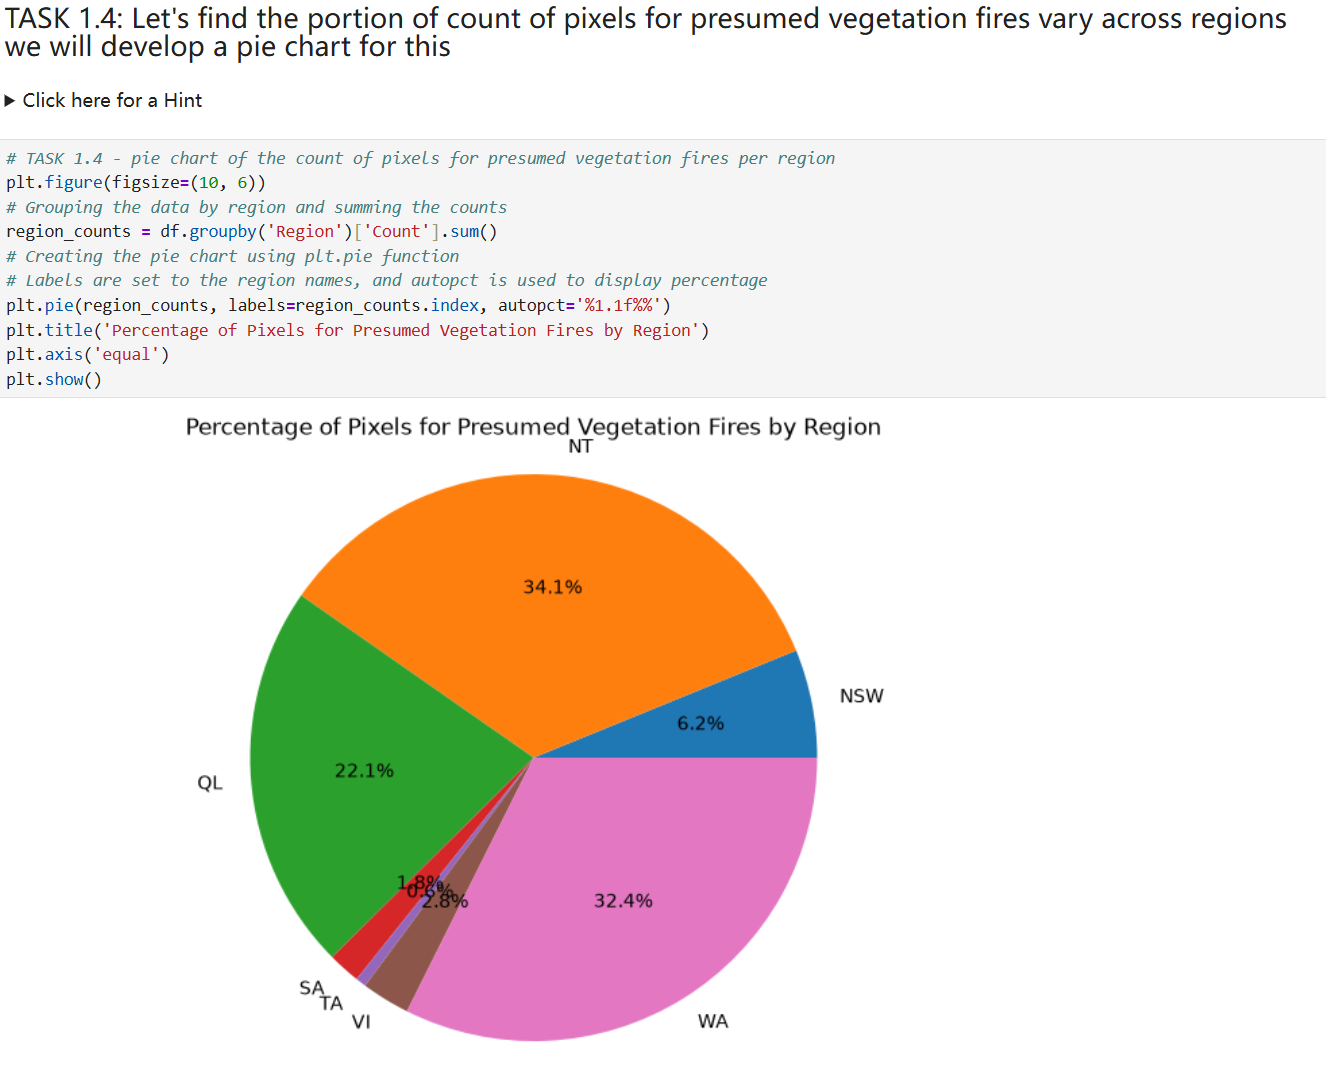 TASK 1.4: Let's find the portion of count of pixels for presumed vegetation fires vary across regions
we will develop a pie chart for this
▶ Click here for a Hint
# TASK 1.4 - pie chart of the count of pixels for presumed vegetation fires per region
plt.figure(figsize=(10, 6))
# Grouping the data by region and summing the counts
region_counts = df.groupby('Region')['Count'].sum()
# Creating the pie chart using plt.pie function
# Labels are set to the region names, and autopct is used to display percentage
plt.pie(region_counts, labels=region_counts.index, autopct='%1.1f%%')
plt.title('Percentage of Pixels for Presumed Vegetation Fires by Region')
plt.axis('equal')
plt.show()
Percentage of Pixels for Presumed Vegetation Fires by Region
NT
34.1%
NSW
6.2%
QL
22.1%
1.8%
0.6%
2.8%
32.4%
SA
TA
VI
WA